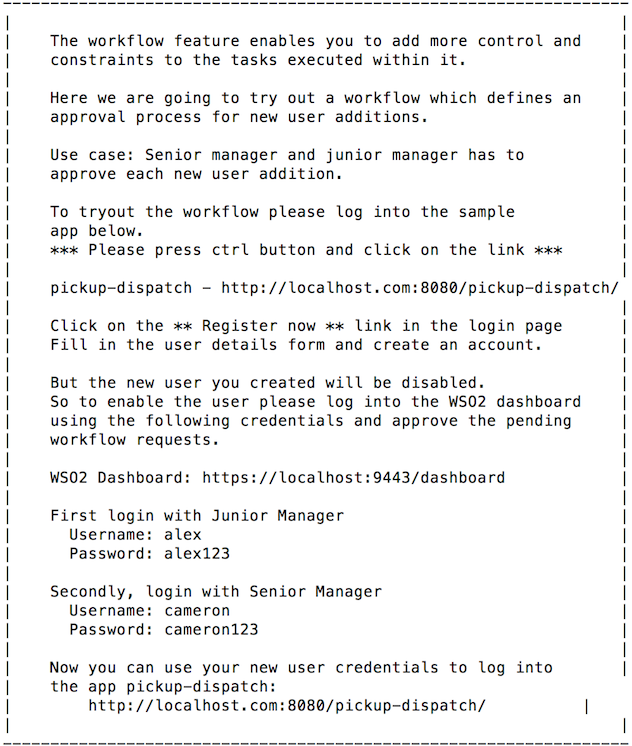 The workflow feature enables you to add more control and
constraints to the tasks executed within it.
Here we are going to try out a workflow which defines an
approval process for new user additions.
Use case: Senior manager and junior manager has to
approve each new user addition.
To tryout the workflow please log into the sample
app below.
*** Please press ctrl button and click on the link ***
pickup-dispatch – http://localhost.com:8080/pickup-dispatch/
Click on the ** Register now ** link in the login page
Fill in the user details form and create an account.
But the new user you created will be disabled.
So to enable the user please log into the WSO2 dashboard
using the following credentials and approve the pending
workflow requests.
WSO2 Dashboard: https://localhost:9443/dashboard
First login with Junior Manager
Username: alex
Password: alex123
Secondly, login with Senior Manager
Username: cameron
Password: cameron123
Now you can use your new user credentials to log into
the app pickup-dispatch:
http://localhost.com:8080/pickup-dispatch/